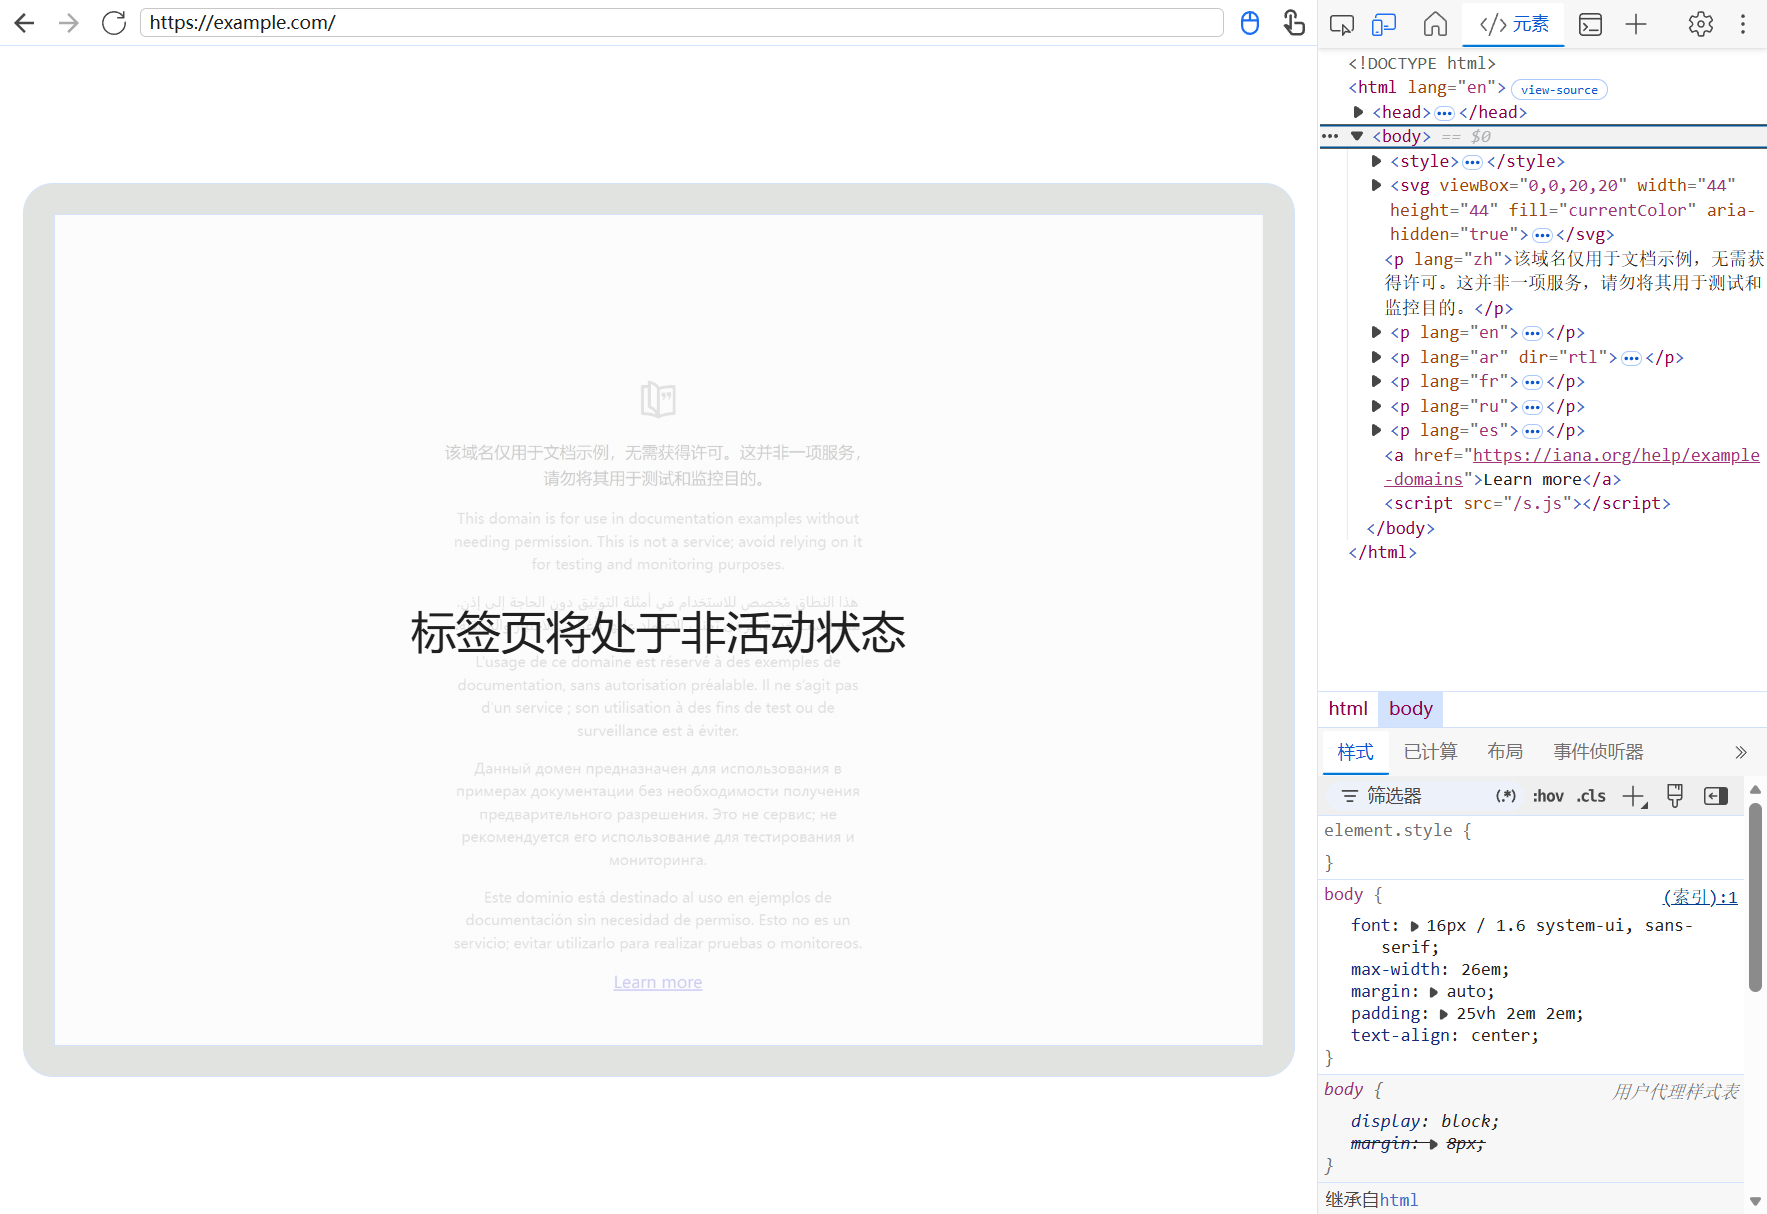 https://example.com/
标签页将处于非活动状态
该域名仅用于文档示例，无需获得许可。这并非一项服务，
请勿将其用于测试和监控目的。
This domain is for use in documentation examples without
needing permission. This is not a service; avoid relying on it
for testing and monitoring purposes.
هذا النطاق مُخصص للاستخدام في أمثلة التوثيق دون الحاجة إلى إذن.
L'usage de ce domaine est réservé à des exemples de
documentation, sans autorisation préalable. Il ne s'agit pas
d'un service ; son utilisation à des fins de test ou de
surveillance est à éviter.
Данный домен предназначен для использования в
примерах документации без необходимости получения
предварительного разрешения. Это не сервис; не
рекомендуется его использование для тестирования и
мониторинга.
Este dominio está destinado al uso en ejemplos de
documentación sin necesidad de permiso. Esto no es un
servicio; evitar utilizarlo para realizar pruebas o monitoreos.
Learn more
</> 元素
<!DOCTYPE html>
<html lang="en"> view-source
<head>…</head>
<body> == $0
<style>…</style>
<svg viewBox="0,0,20,20" width="44"
height="44" fill="currentColor" aria-
hidden="true">…</svg>
<p lang="zh">该域名仅用于文档示例，无需获
得许可。这并非一项服务，请勿将其用于测试和
监控目的。</p>
<p lang="en">…</p>
<p lang="ar" dir="rtl">…</p>
<p lang="fr">…</p>
<p lang="ru">…</p>
<p lang="es">…</p>
<a href="https://iana.org/help/example
-domains">Learn more</a>
<script src="/s.js"></script>
</body>
</html>
html body
样式 已计算 布局 事件侦听器
筛选器 (.*) :hov .cls
element.style {
}
body { (索引):1
font: 16px / 1.6 system-ui, sans-
serif;
max-width: 26em;
margin: auto;
padding: 25vh 2em 2em;
text-align: center;
}
body { 用户代理样式表
display: block;
margin: 8px;
}
继承自html